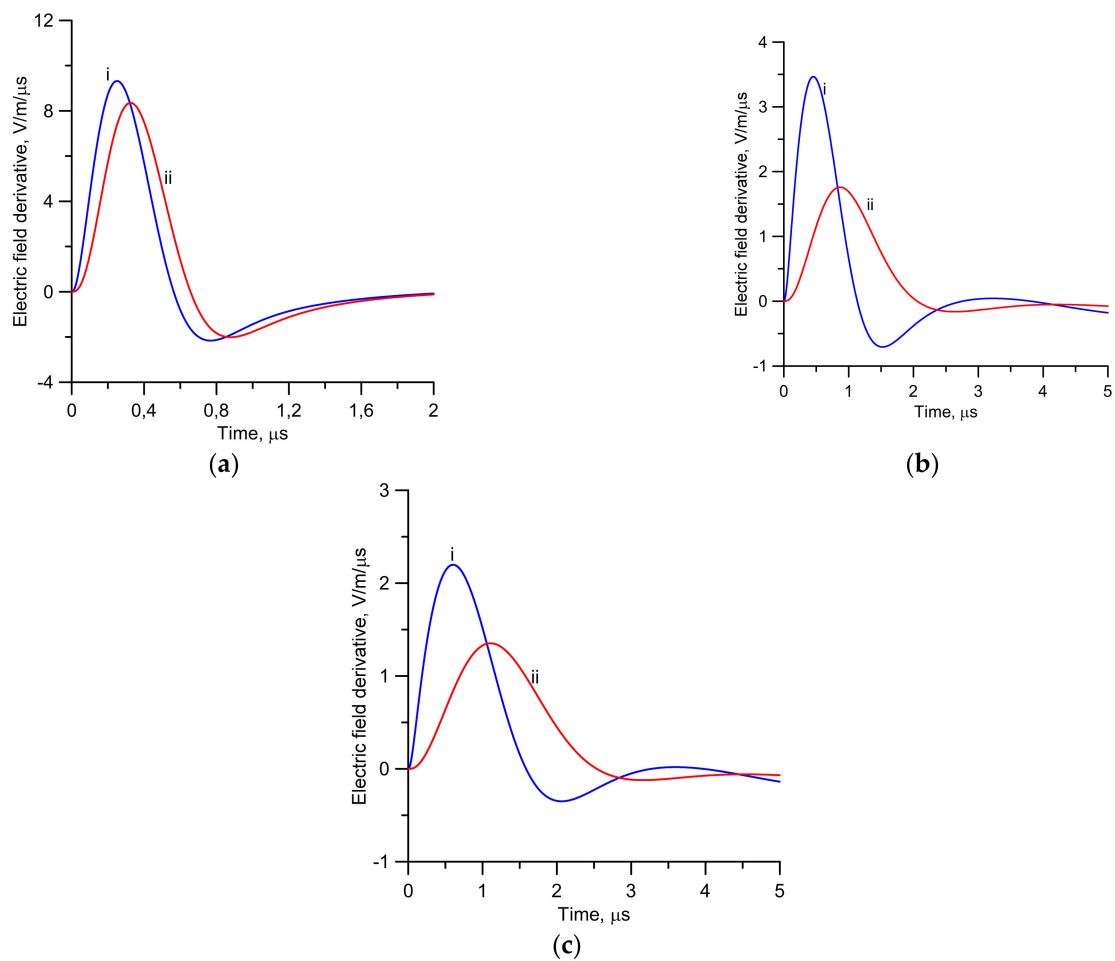 12
8
4
0
-4
Electric field derivative, V/m/μs
i
ii
0
0,4
0,8
1,2
1,6
2
Time, μs
(a)
4
3
2
1
0
-1
Electric field derivative, V/m/μs
i
ii
0
1
2
3
4
5
Time, μs
(b)
3
2
1
0
-1
Electric field derivative, V/m/μs
i
ii
0
1
2
3
4
5
Time, μs
(c)